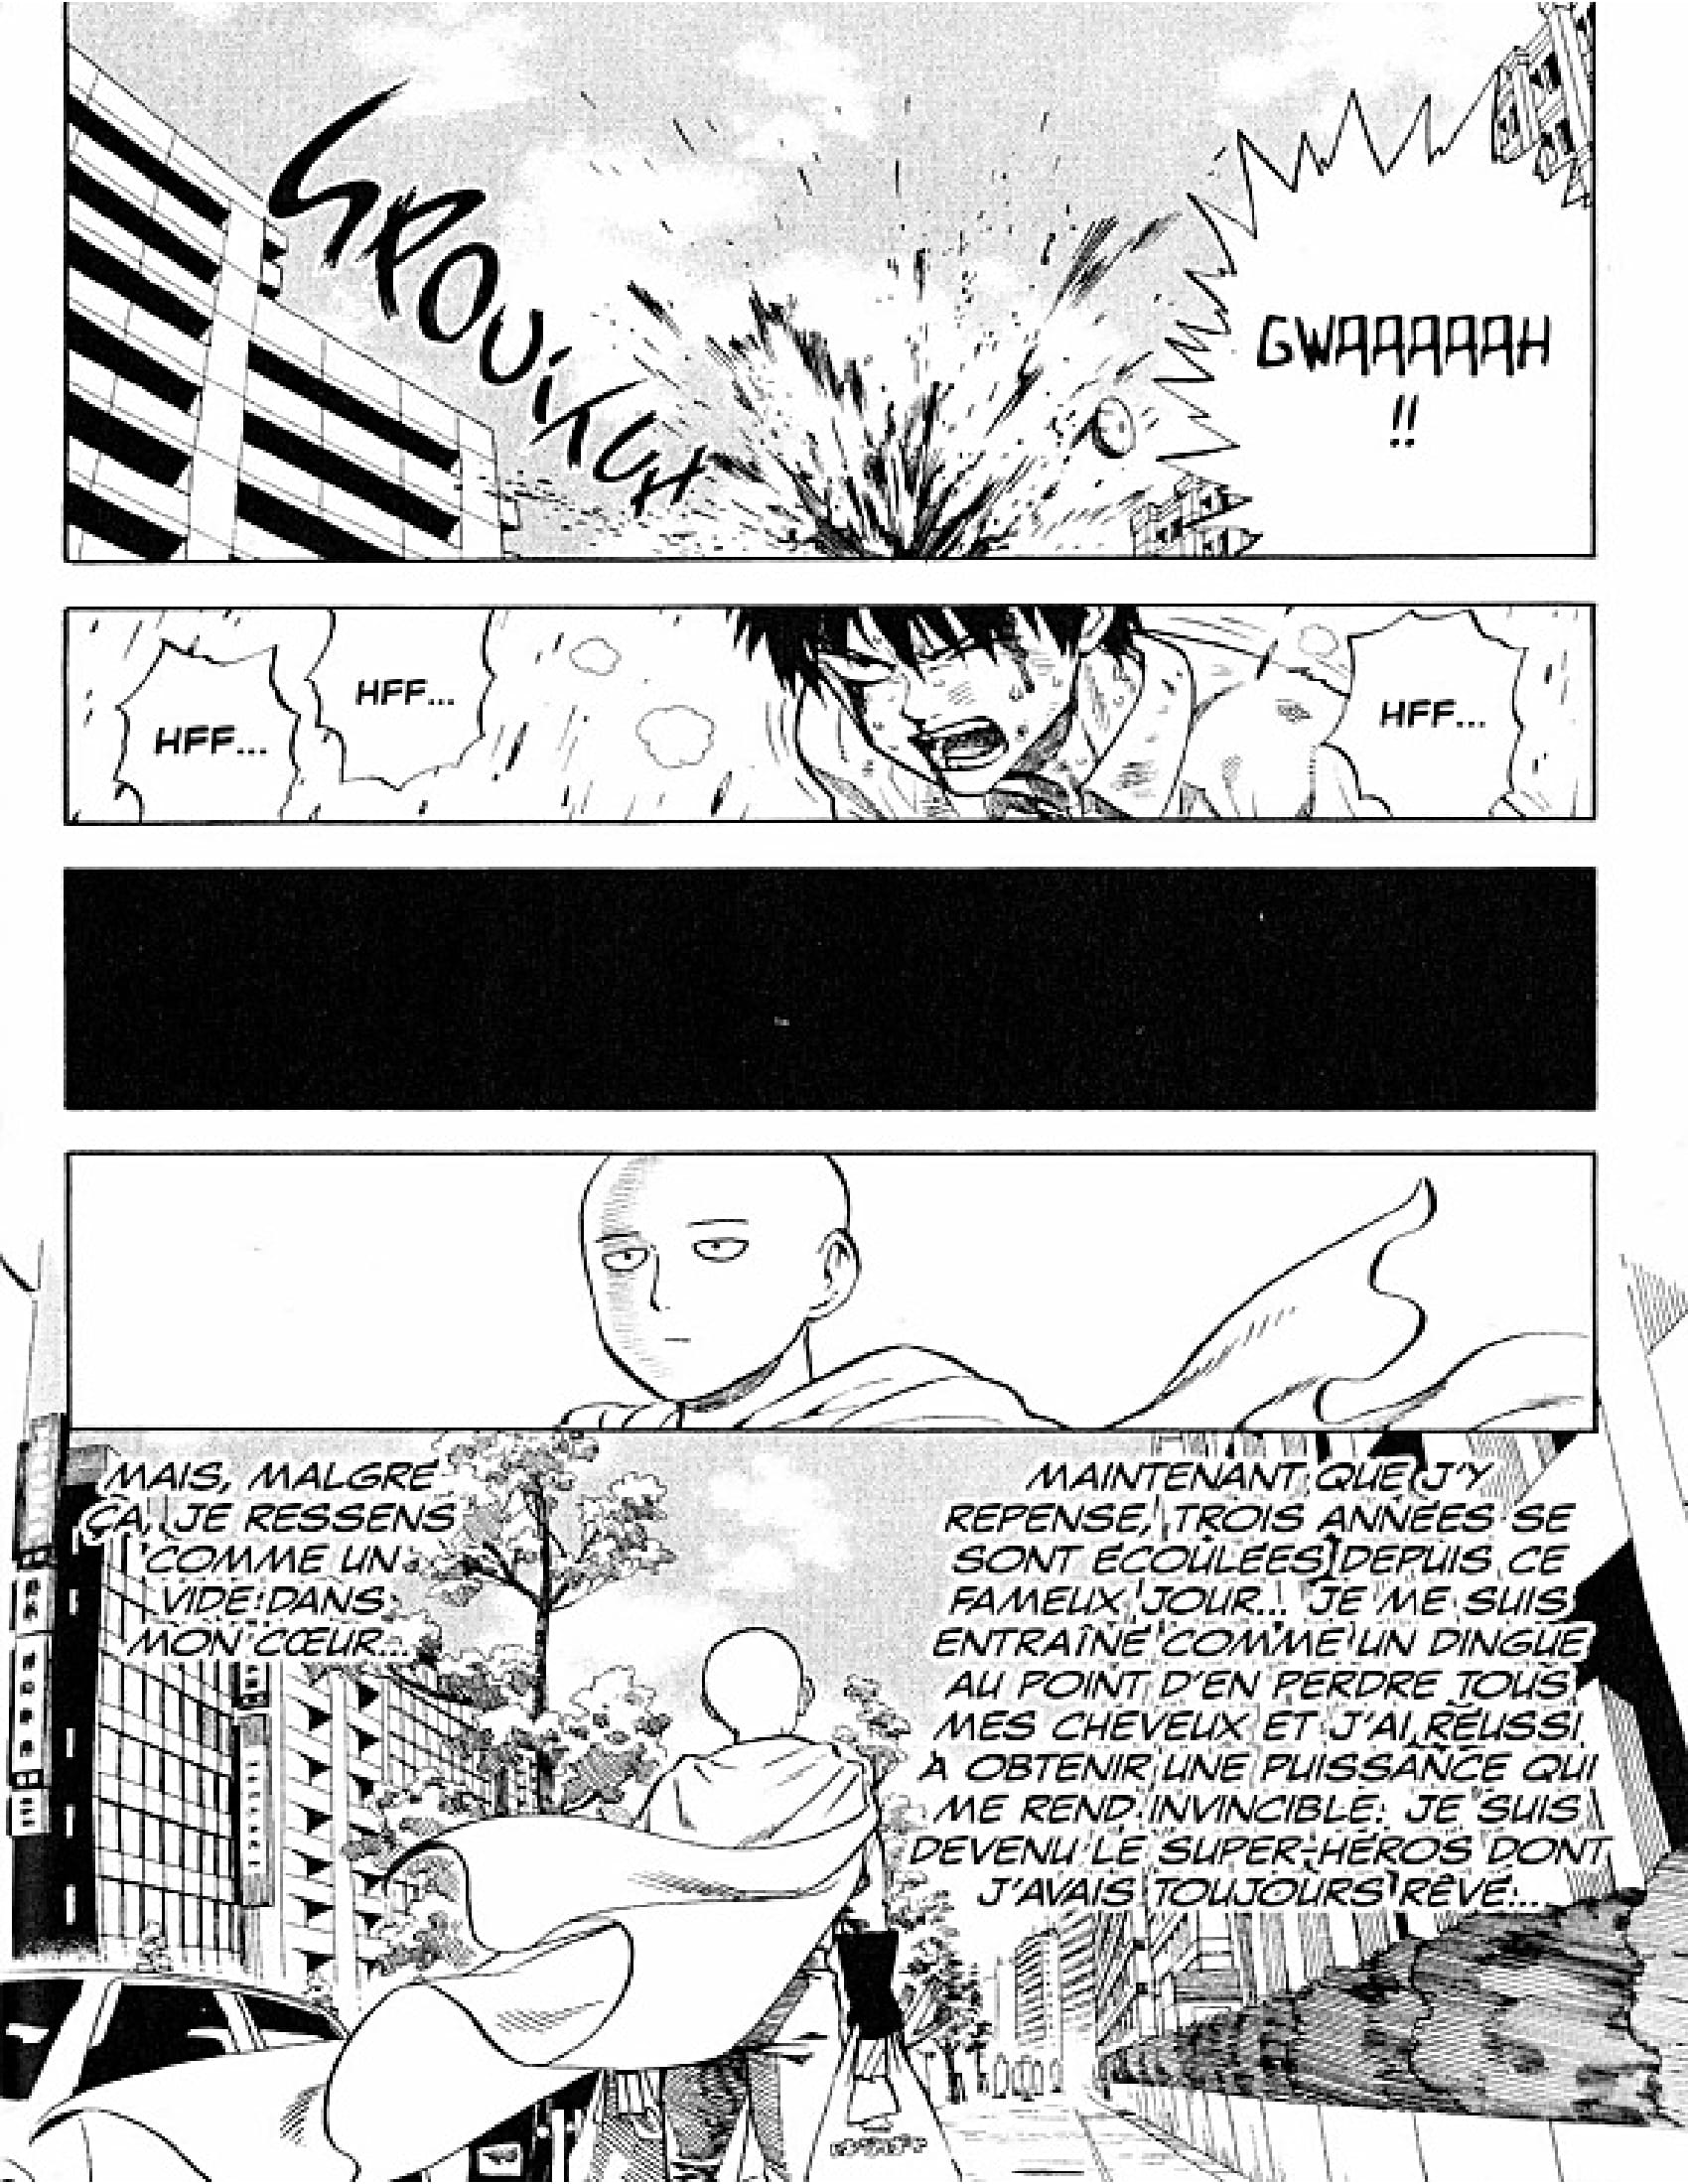 GWAAAAAH
!!
SPOUITCH
HFF...
HFF...
HFF...
MAINTENANT QUE J'Y
REPENSE, TROIS ANNÉES SE
SONT ÉCOULÉES DEPUIS CE
FAMEUX JOUR... JE ME SUIS
ENTRAÎNÉ COMME UN DINGUE
AU POINT D'EN PERDRE TOUS
MES CHEVEUX ET J'AI RÉUSSI
À OBTENIR UNE PUISSANCE QUI
ME REND INVINCIBLE. JE SUIS
DEVENU LE SUPER-HÉROS DONT
J'AVAIS TOUJOURS RÊVÉ...
MAIS, MALGRÉ
ÇA, JE RESSENS
COMME UN
VIDE DANS
MON CŒUR...